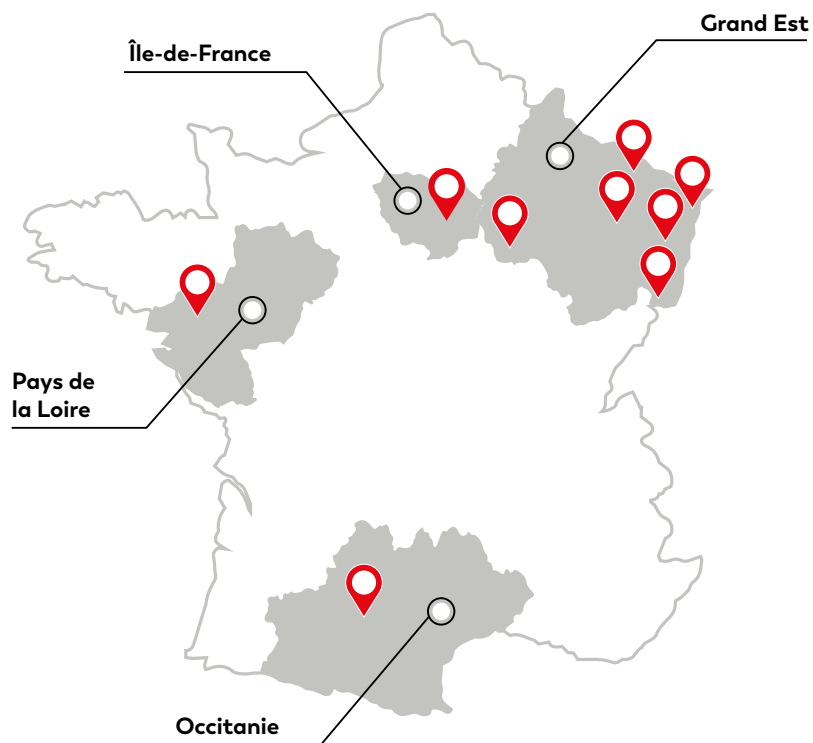 Grand Est
Île-de-France
Pays de
la Loire
Occitanie